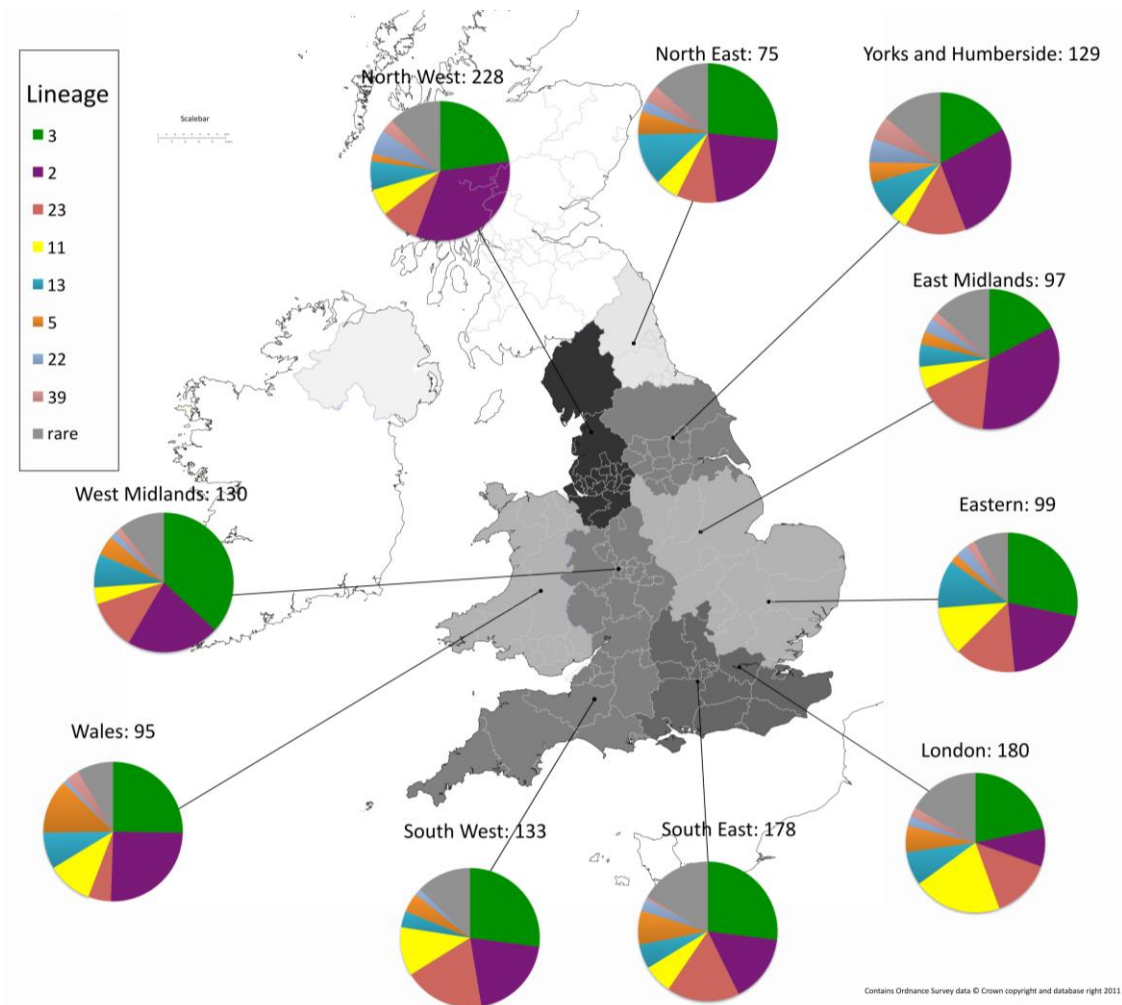 North East: 75
Yorks and Humberside: 129
North West: 228
Lineage
3
2
23
11
13
5
22
39
rare
Scalebar
East Midlands: 97
West Midlands: 130
Eastern: 99
Wales: 95
London: 180
South West: 133
South East: 178
Contains Ordnance Survey data © Crown copyright and database right 2011